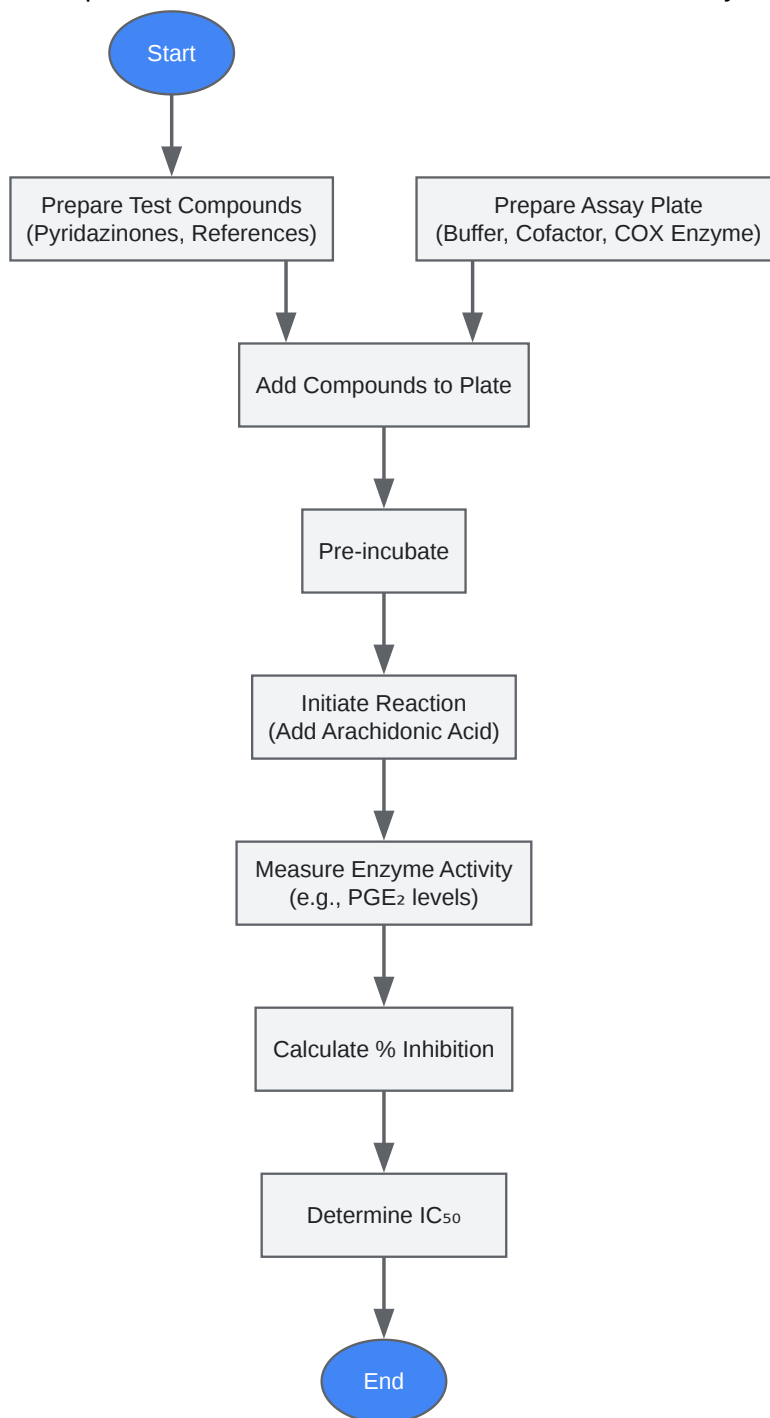 Start
Prepare Test Compounds
(Pyridazinones, References)
Prepare Assay Plate
(Buffer, Cofactor, COX Enzyme)
Add Compounds to Plate
Pre-incubate
Initiate Reaction
(Add Arachidonic Acid)
Measure Enzyme Activity
(e.g., PGE₂ levels)
Calculate % Inhibition
Determine IC₅₀
End